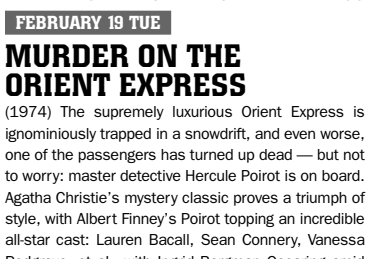 FEBRUARY 19 TUE
MURDER ON THE
ORIENT EXPRESS
(1974) The supremely luxurious Orient Express is
ignominiously trapped in a snowdrift, and even worse,
one of the passengers has turned up dead — but not
to worry: master detective Hercule Poirot is on board.
Agatha Christie's mystery classic proves a triumph of
style, with Albert Finney's Poirot topping an incredible
all-star cast: Lauren Bacall, Sean Connery, Vanessa